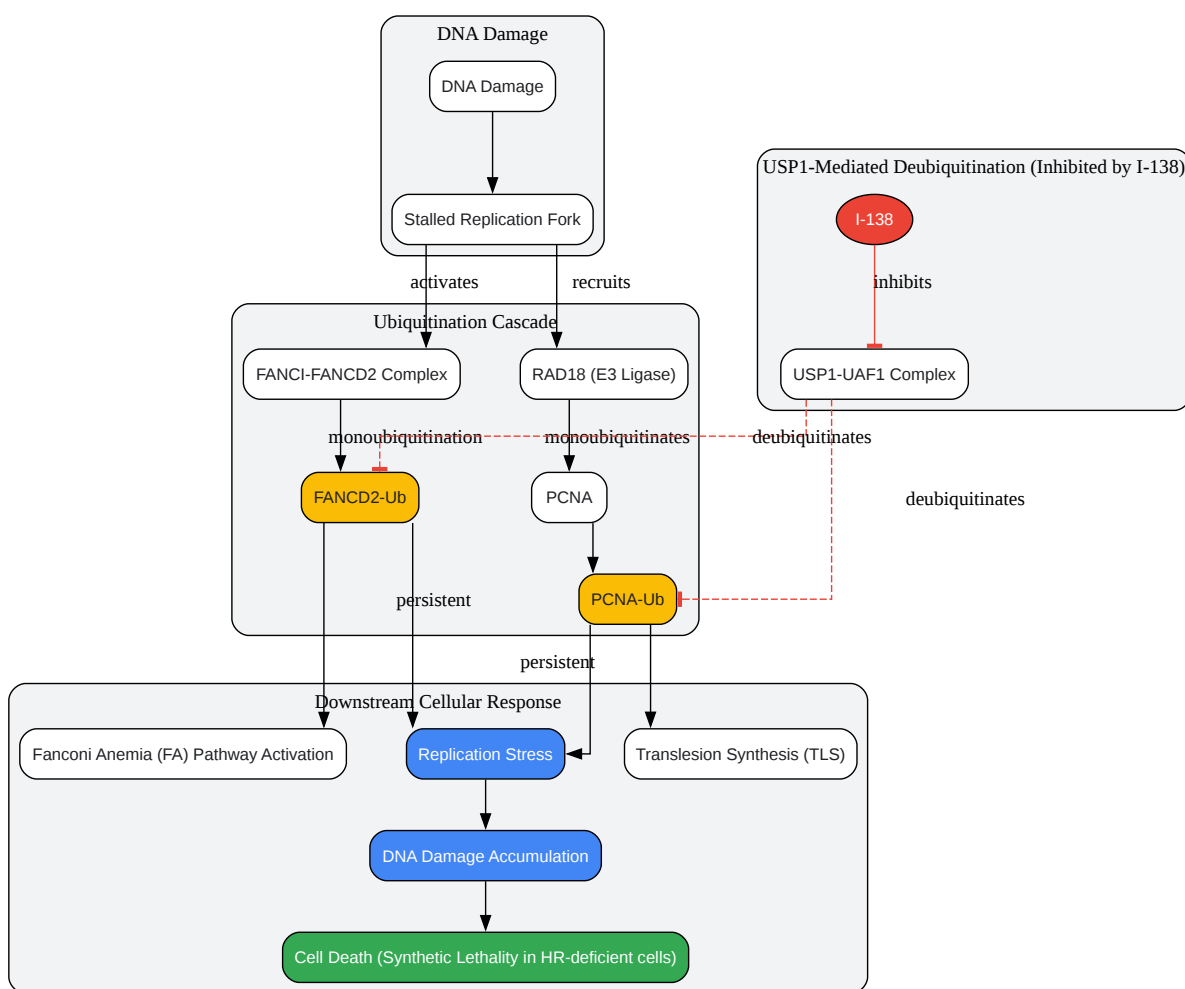 DNA Damage
DNA Damage
USP1-Mediated Deubiquitination (Inhibited by I-138)
Stalled Replication Fork
I-138
activates
recruits
inhibits
Ubiquitination Cascade
FANCI-FANCD2 Complex
RAD18 (E3 Ligase)
USP1-UAF1 Complex
monoubiquitination
monoubiquitinates
deubiquitinates
FANCD2-Ub
PCNA
deubiquitinates
persistent
PCNA-Ub
persistent
Downstream Cellular Response
Fanconi Anemia (FA) Pathway Activation
Replication Stress
Translesion Synthesis (TLS)
DNA Damage Accumulation
Cell Death (Synthetic Lethality in HR-deficient cells)